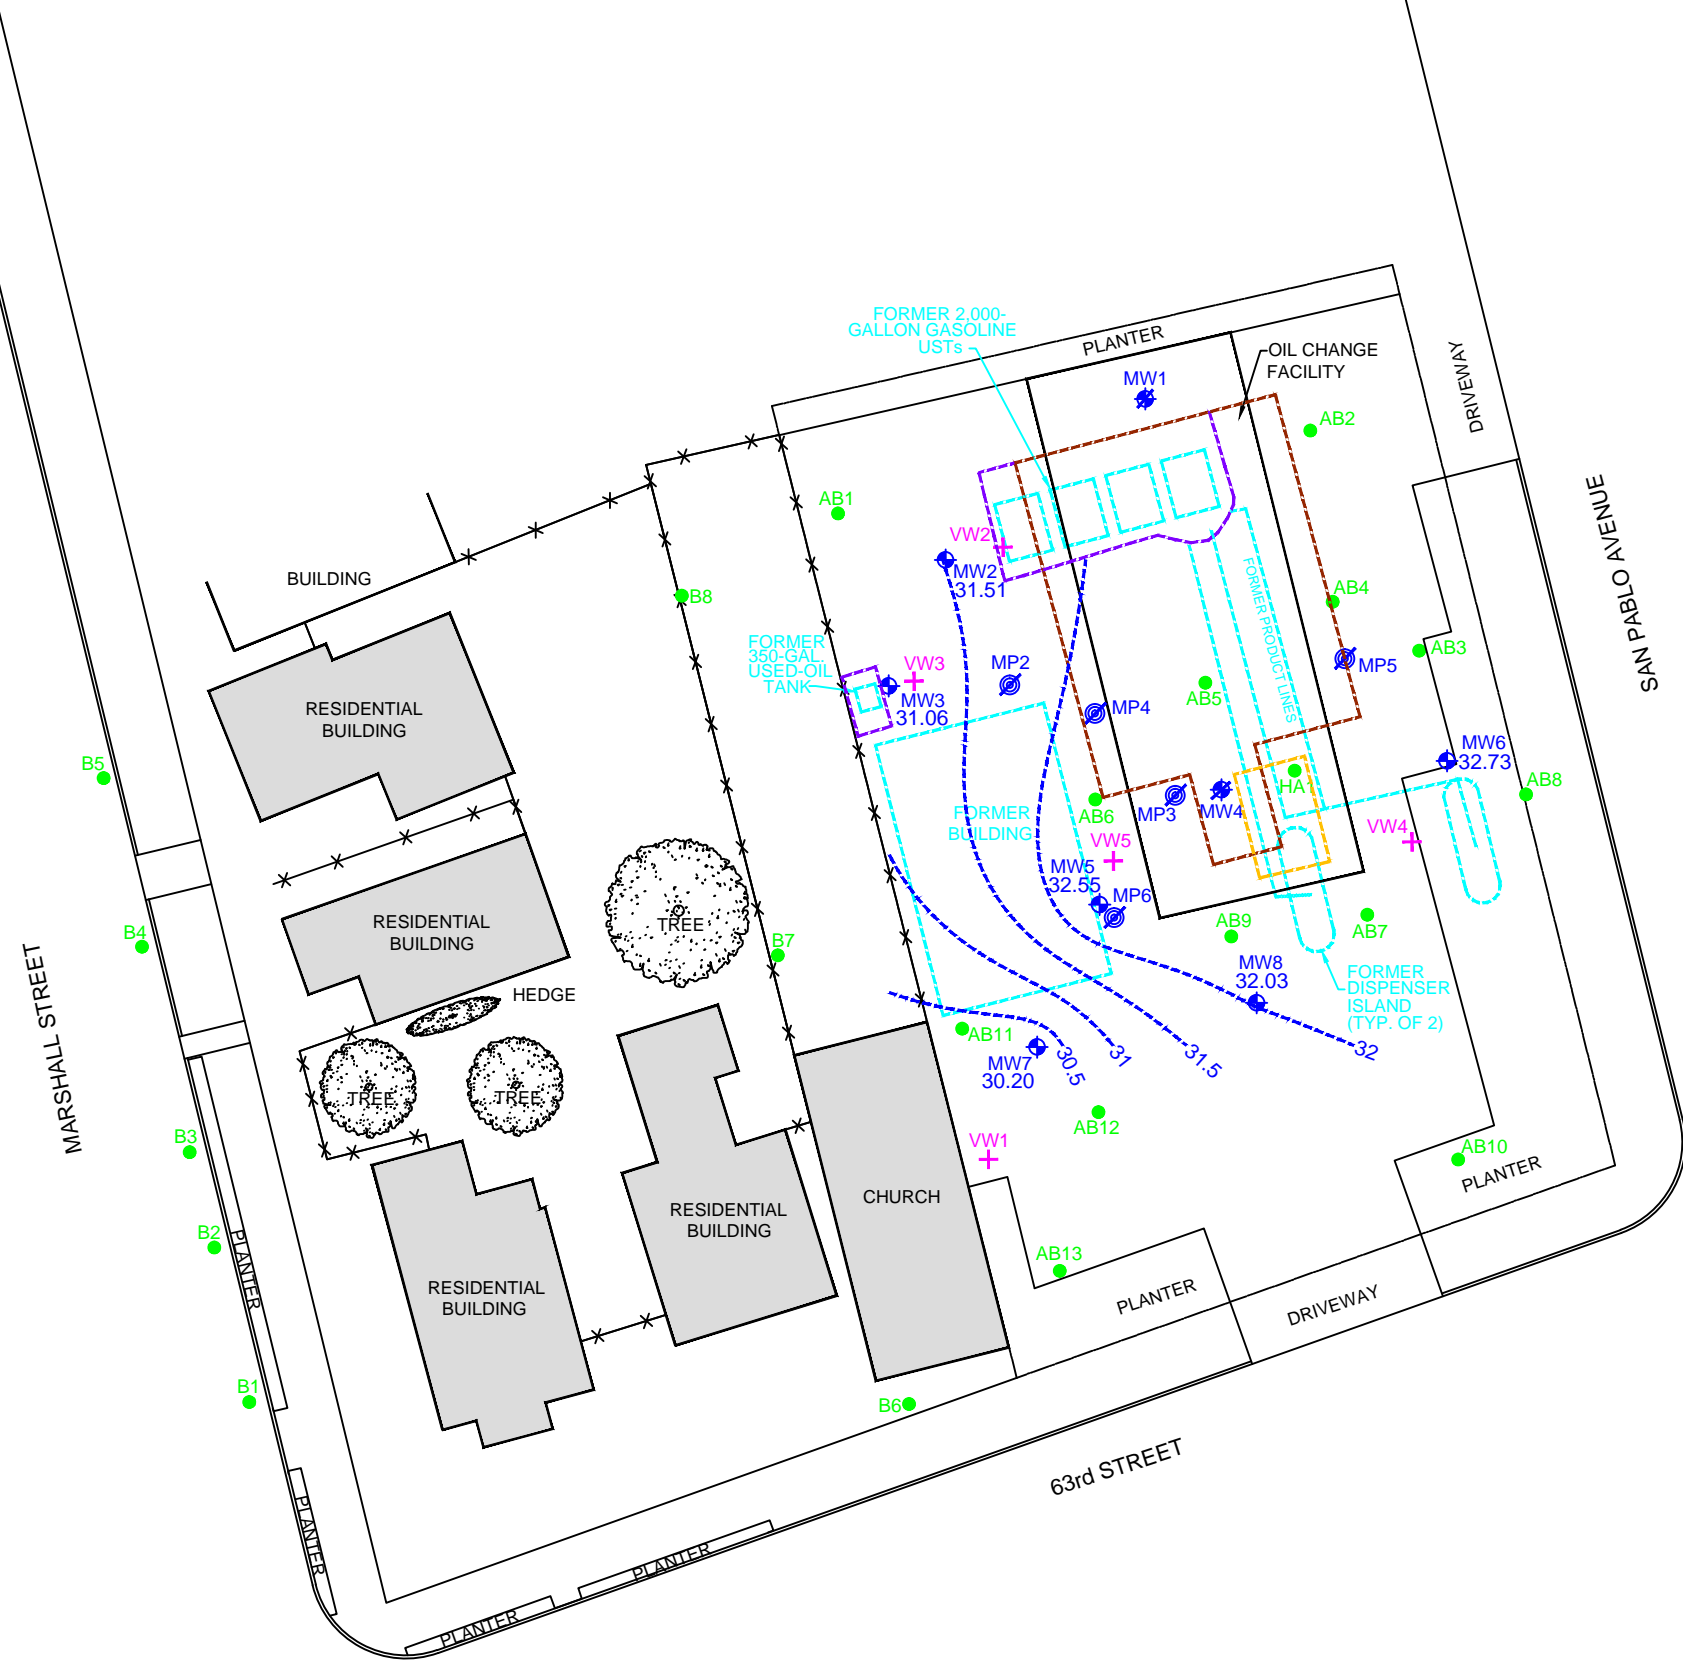 FORMER 2,000-
GALLON GASOLINE
USTs
PLANTER
OIL CHANGE
FACILITY
DRIVEWAY
MW1
AB2
AB1
VW2
MW2
31.51
SAN PABLO AVENUE
BUILDING
B8
FORMER PRODUCT LINES
AB4
AB3
FORMER
350-GAL.
USED-OIL
TANK
VW3
MW3
31.06
MP2
MP5
AB5
MP4
RESIDENTIAL
BUILDING
B5
MW6
32.73
AB8
HA1
FORMER
BUILDING
AB6
MP3
MW4
VW4
VW5
MW5
32.55
MP6
RESIDENTIAL
BUILDING
TREE
B4
B7
AB9
AB7
MW8
32.03
FORMER
DISPENSER
ISLAND
(TYP. OF 2)
HEDGE
MARSHALL STREET
AB11
MW7
30.20
30.5
31
31.5
32
TREE
TREE
AB12
B3
VW1
AB10
PLANTER
CHURCH
RESIDENTIAL
BUILDING
B2
PLANTER
AB13
PLANTER
DRIVEWAY
RESIDENTIAL
BUILDING
B1
B6
63rd STREET
PLANTER
PLANTER
PLANTER